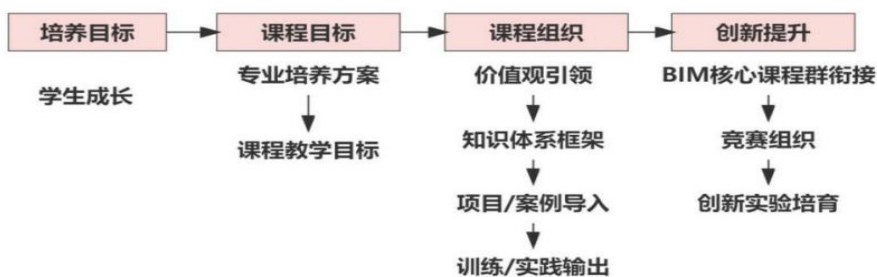 培养目标
课程目标
课程组织
创新提升
学生成长
专业培养方案
课程教学目标
价值观引领
知识体系框架
项目/案例导入
训练/实践输出
BIM核心课程群衔接
竞赛组织
创新实验培育